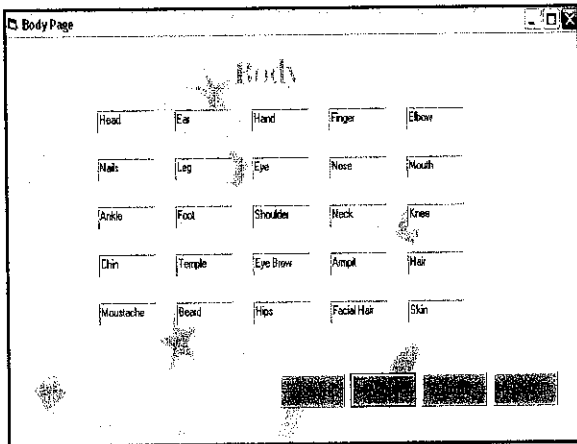 Body Page
Body
Head Ear Hand Finger Elbow
Nails Leg Eye Nose Mouth
Ankle Foot Shoulder Neck Knee
Chin Temple Eye Brow Armpit Hair
Moustache Beard Hips Facial Hair Skin